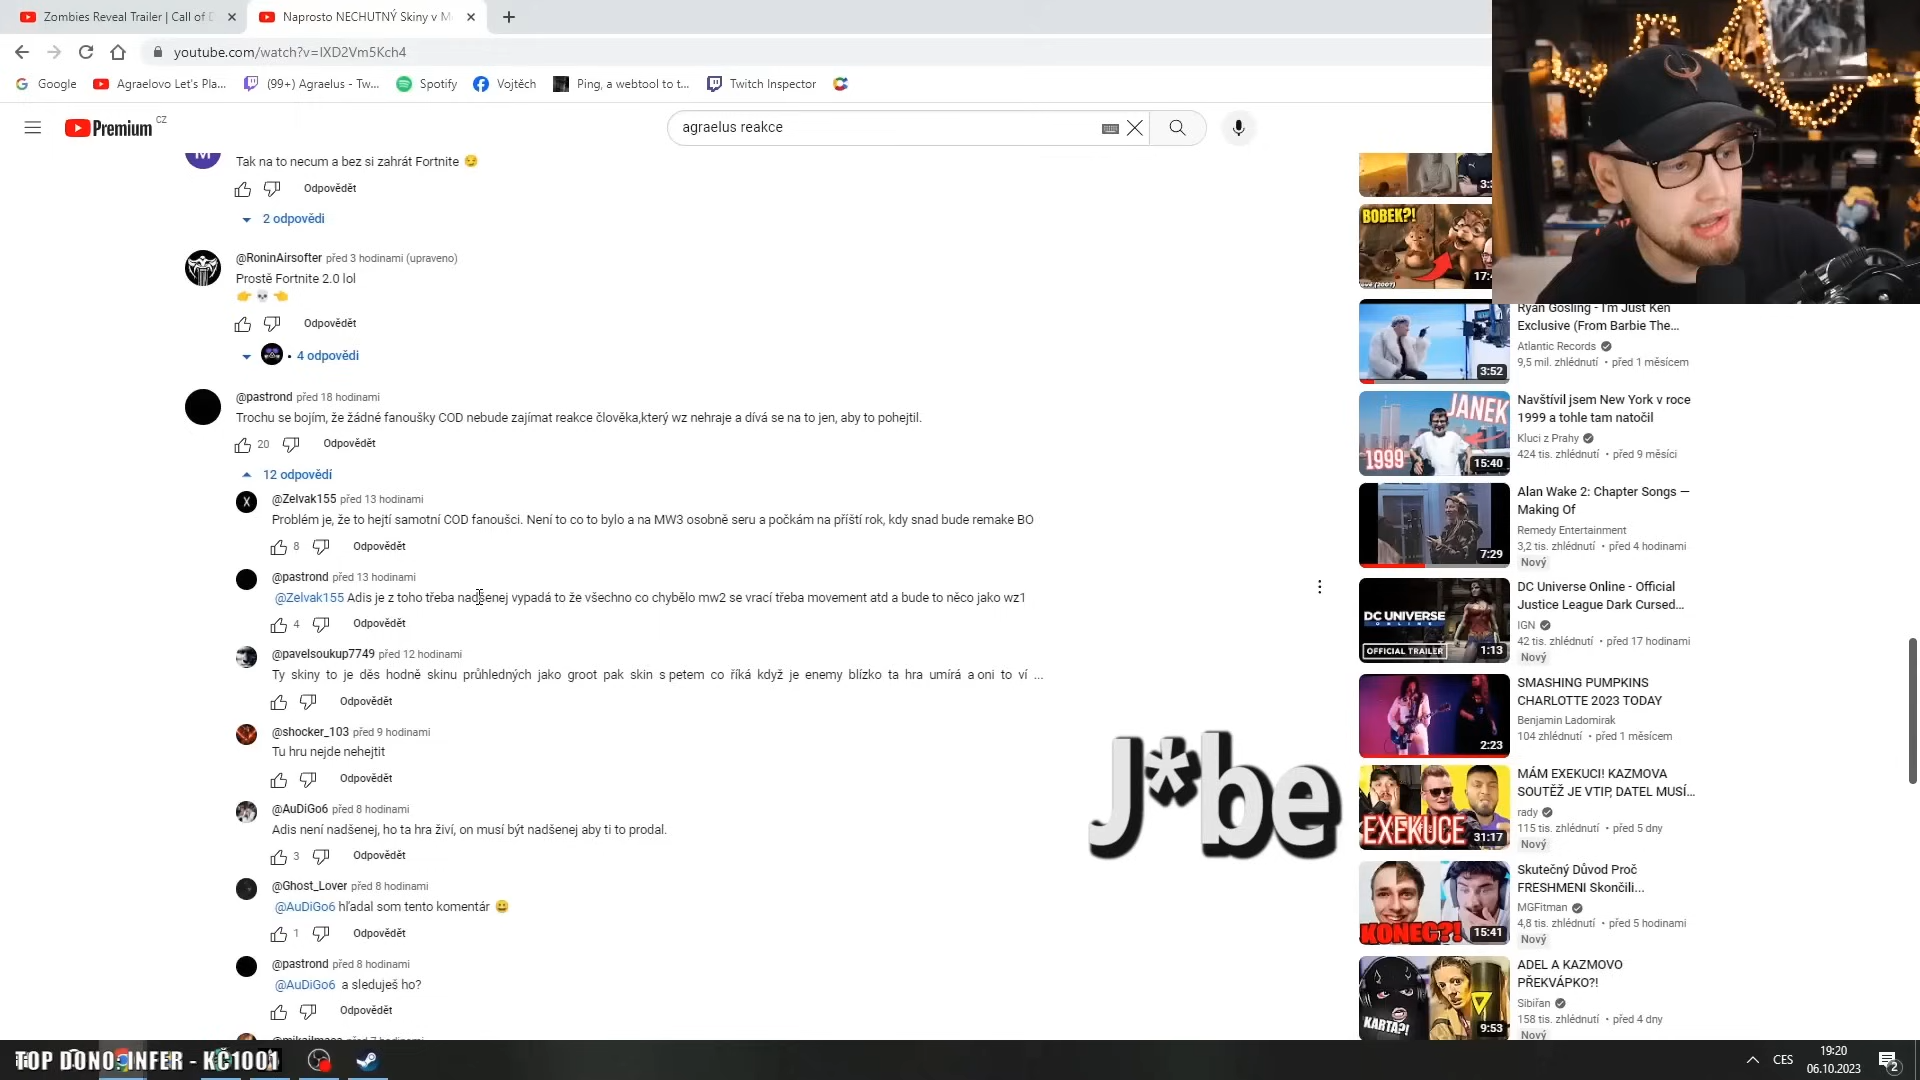 Zombies Reveal Trailer | Call of D
Naprosto NECHUTNÝ Skiny v M
youtube.com/watch?v=IXD2Vm5Kch4
Google
Agraelovo Let's Pla...
(99+) Agraelus - Tw...
Spotify
Vojtěch
Ping, a webtool to t...
Twitch Inspector
Premium CZ
agraelus reakce
Tak na to necum a bez si zahrát Fortnite 😏
Odpovědět
2 odpovědi
@RoninAirsofter před 3 hodinami (upraveno)
Prostě Fortnite 2.0 lol
👉💀👈
Odpovědět
4 odpovědi
@pastrond před 18 hodinami
Trochu se bojím, že žádné fanoušky COD nebude zajímat reakce člověka,který wz nehraje a dívá se na to jen, aby to pohejtil.
20 Odpovědět
12 odpovědí
@Zelvak155 před 13 hodinami
Problém je, že to hejtí samotní COD fanoušci. Není to co to bylo a na MW3 osobně seru a počkám na příští rok, kdy snad bude remake BO
8 Odpovědět
@pastrond před 13 hodinami
@Zelvak155 Adis je z toho třeba nadšenej vypadá to že všechno co chybělo mw2 se vrací třeba movement atd a bude to něco jako wz1
4 Odpovědět
@pavelsoukup7749 před 12 hodinami
Ty skiny to je děs hodně skinu průhledných jako groot pak skin s petem co říká když je enemy blízko ta hra umírá a oni to ví ...
Odpovědět
@shocker_103 před 9 hodinami
Tu hru nejde nehejtit
Odpovědět
@AuDiGo6 před 8 hodinami
Adis není nadšenej, ho ta hra živí, on musí být nadšenej aby ti to prodal.
3 Odpovědět
@Ghost_Lover před 8 hodinami
@AuDiGo6 hľadal som tento komentár 😀
1 Odpovědět
@pastrond před 8 hodinami
@AuDiGo6 a sleduješ ho?
Odpovědět
J*be
BOBEK?!
Ryan Gosling - I'm Just Ken
Exclusive (From Barbie The...
Atlantic Records
9,5 mil. zhlédnutí • před 1 měsícem
3:52
JANEK
1999
15:40
Navštívil jsem New York v roce
1999 a tohle tam natočil
Kluci z Prahy
424 tis. zhlédnutí • před 9 měsíci
Alan Wake 2: Chapter Songs —
Making Of
Remedy Entertainment
3,2 tis. zhlédnutí • před 4 hodinami
Nový
7:29
DC UNIVERSE
ONLINE
OFFICIAL TRAILER
1:13
DC Universe Online - Official
Justice League Dark Cursed...
IGN
42 tis. zhlédnutí • před 17 hodinami
Nový
SMASHING PUMPKINS
CHARLOTTE 2023 TODAY
Benjamin Ladomirak
104 zhlédnutí • před 1 měsícem
2:23
EXEKUCE
31:17
MÁM EXEKUCI! KAZMOVA
SOUTĚŽ JE VTIP, DATEL MUSÍ...
rady
115 tis. zhlédnutí • před 5 dny
Nový
KONEC?!
15:41
Skutečný Důvod Proč
FRESHMENI Skončili...
MGFitman
4,8 tis. zhlédnutí • před 5 hodinami
Nový
KARTA?!
9:53
ADEL A KAZMOVO
PŘEKVÁPKO?!
Sibiřan
158 tis. zhlédnutí • před 4 dny
Nový
TOP DONO: INFER - KČ1001
CES
19:20
06.10.2023
2